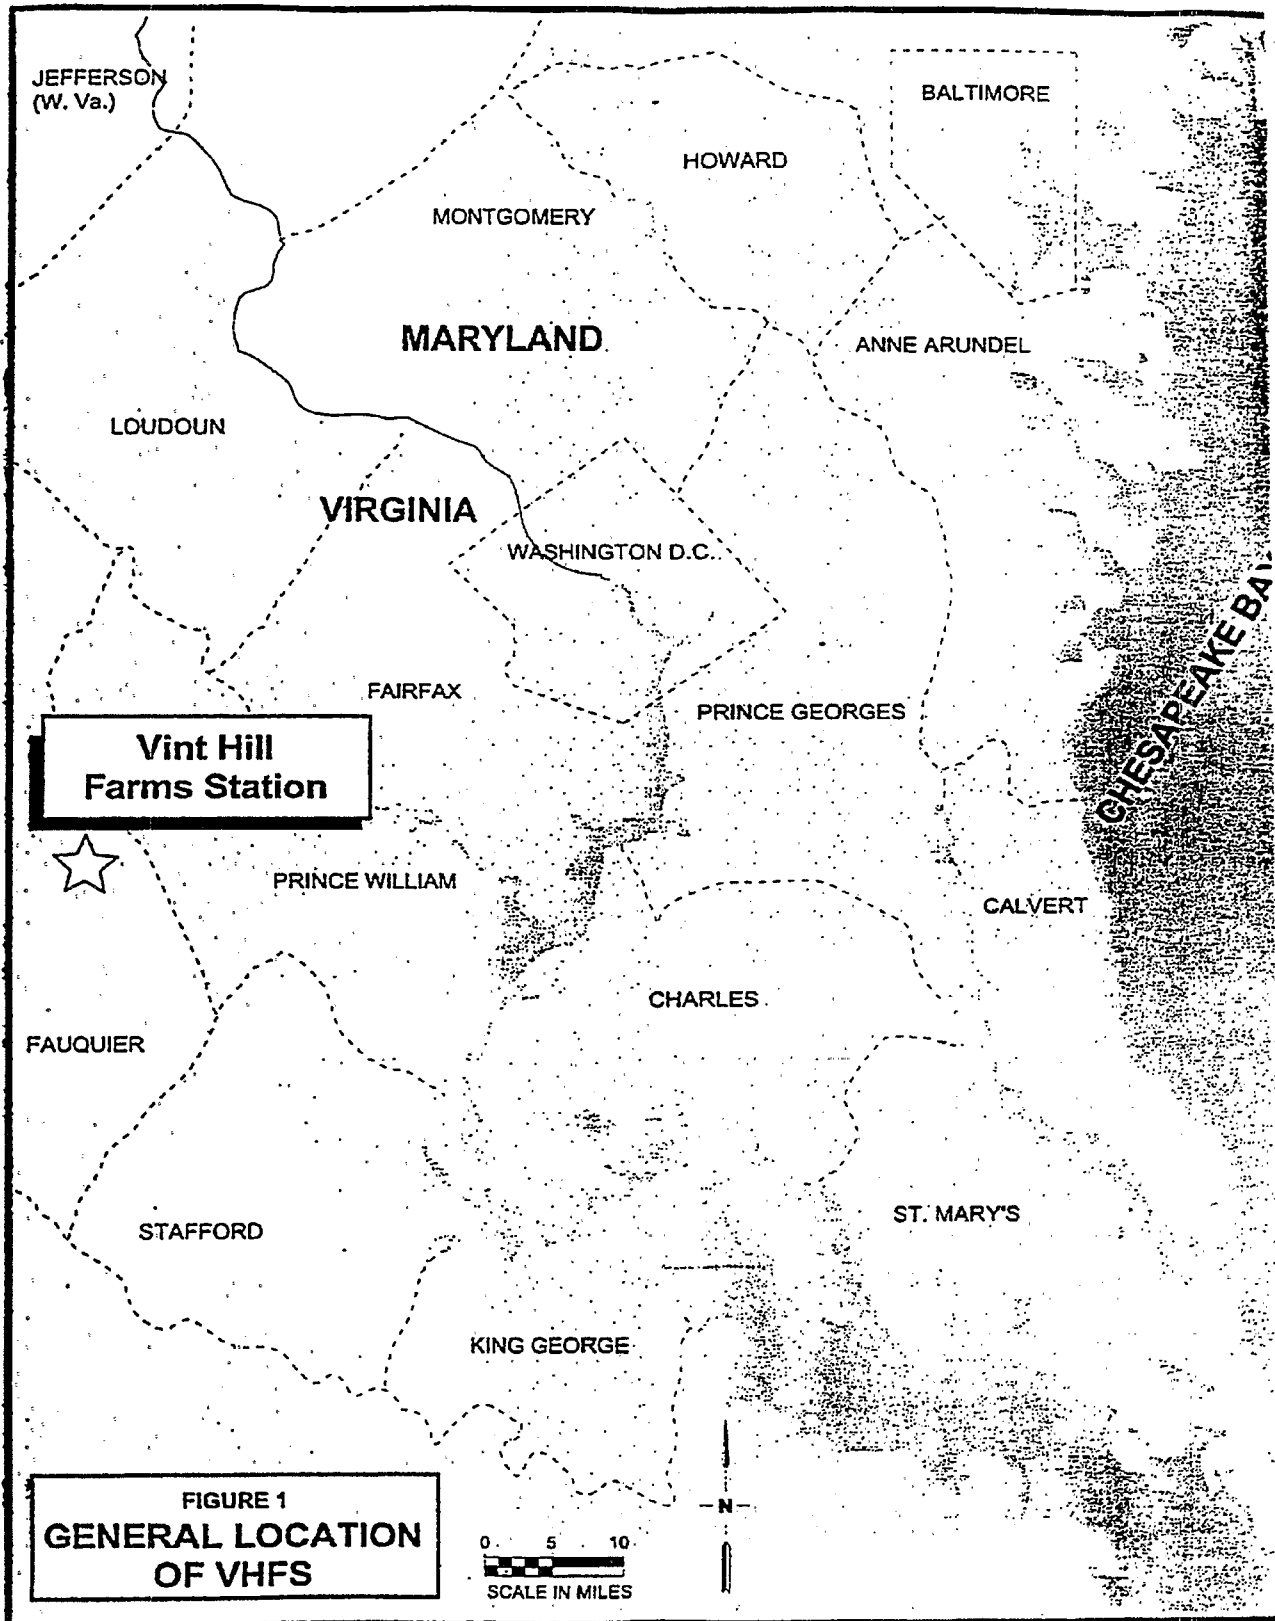 JEFFERSON
(W. Va.)
BALTIMORE
HOWARD
MONTGOMERY
MARYLAND
ANNE ARUNDEL
LOUDOUN
VIRGINIA
WASHINGTON D.C.
CHESAPEAKE BAY
FAIRFAX
PRINCE GEORGES
Vint Hill
Farms Station
PRINCE WILLIAM
CALVERT
CHARLES
FAUQUIER
ST. MARY'S
STAFFORD
KING GEORGE
FIGURE 1
GENERAL LOCATION
OF VHFS
0 5 10
SCALE IN MILES
N